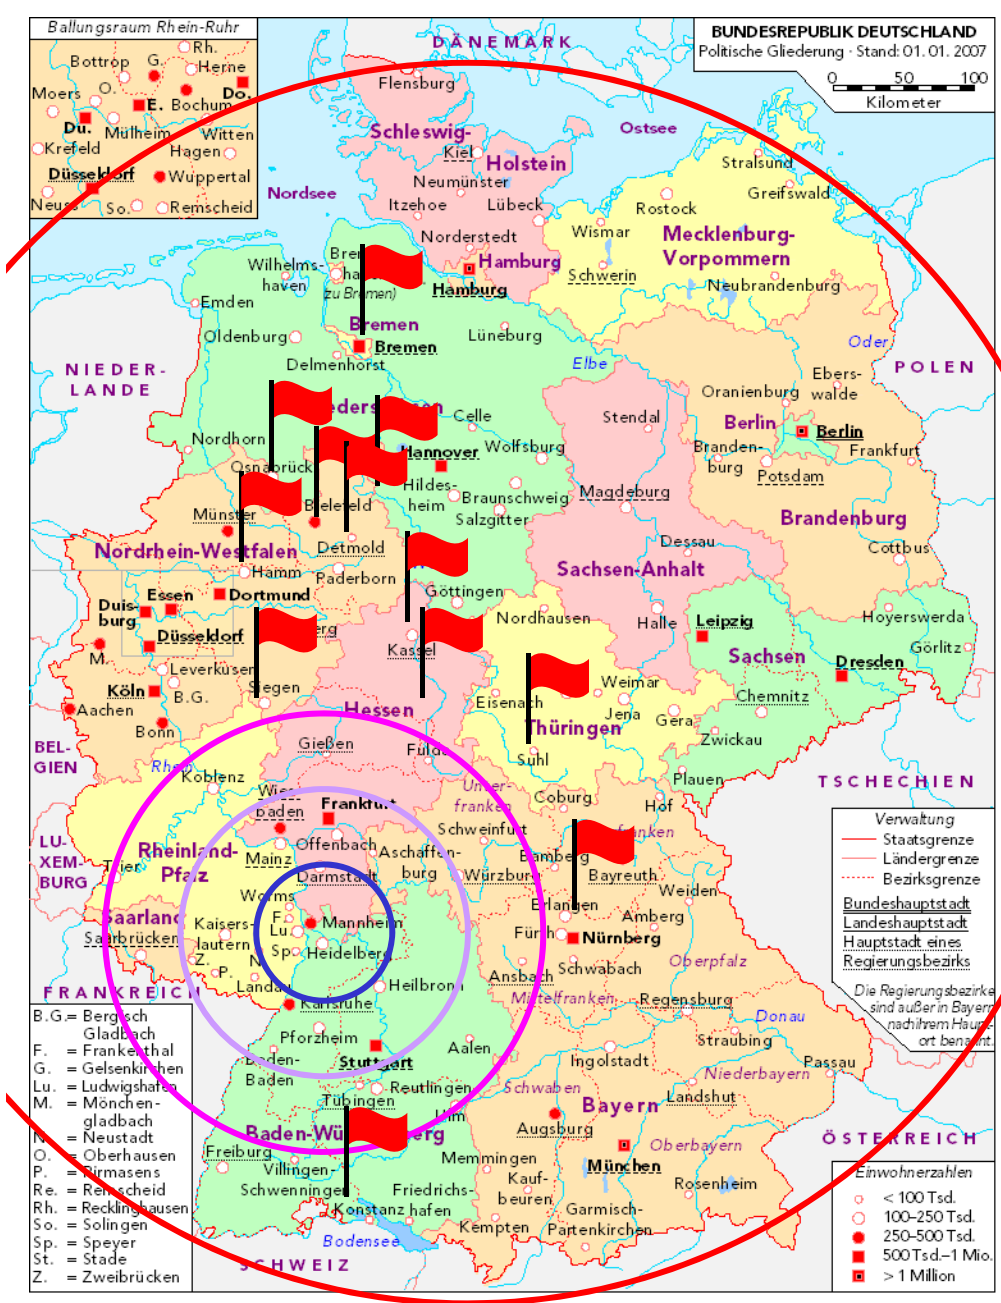 Ballungsraum Rhein-Ruhr
Rh.
Bottrop
G.
Herne
Moers
O.
E.
Bochum
Do.
Du.
Mülheim
Witten
Krefeld
Hagen
Düsseldorf
Wuppertal
Neuss
So.
Remscheid
BUNDESREPUBLIK DEUTSCHLAND
Politische Gliederung · Stand: 01. 01. 2007
0 50 100
Kilometer
DÄNEMARK
Flensburg
Schleswig-
Holstein
Kiel
Neumünster
Itzehoe
Lübeck
Norderstedt
Hamburg
Hamburg
Nordsee
Ostsee
Stralsund
Greifswald
Rostock
Wismar
Mecklenburg-
Vorpommern
Schwerin
Neubrandenburg
Wilhelms-
haven
(zu Bremen)
Emden
Oldenburg
Bremen
Bremen
Delmenhorst
Lüneburg
Elbe
Oder
NIEDER-
LANDE
POLEN
Ebers-
walde
Oranienburg
Berlin
Berlin
Stendal
Celle
Nordhorn
Osnabrück
Hannover
Wolfsburg
Branden-
burg
Frankfurt
Potsdam
Hildes-
heim
Braunschweig
Salzgitter
Magdeburg
Brandenburg
Münster
Bielefeld
Nordrhein-Westfalen
Detmold
Hamm
Paderborn
Dessau
Sachsen-Anhalt
Cottbus
Göttingen
Nordhausen
Halle
Leipzig
Hoyerswerda
Görlitz
Essen
Dortmund
Duis-
burg
Düsseldorf
M.
Leverkusen
Köln
B.G.
Aachen
Bonn
Siegen
Kassel
Hessen
Sachsen
Dresden
Chemnitz
Eisenach
Weimar
Jena
Gera
Thüringen
Zwickau
Suhl
Plauen
Gießen
Fulda
BEL-
GIEN
Rhein
Koblenz
TSCHECHIEN
Wies-
baden
Frankfurt
Unter-
franken
Coburg
Hof
Offenbach
Schweinfurt
franken
Mainz
Aschaffen-
burg
Bamberg
LU-
XEM-
BURG
Rheinland-
Pfalz
Trier
Darmstadt
Würzburg
Bayreuth
Worms
Weiden
Erlangen
Amberg
Saarland
Saarbrücken
Kaisers-
lautern
F.
Lu.
Mannheim
Sp.
Heidelberg
Fürth
Nürnberg
Z.
P.
N.
Landau
Heilbronn
Ansbach
Schwabach
Oberpfalz
Mittelfranken
Regensburg
FRANKREICH
Karlsruhe
Donau
Pforzheim
Stuttgart
Aalen
Straubing
Ingolstadt
Passau
Baden-
Baden
Reutlingen
Tübingen
Schwaben
Niederbayern
Landshut
Ulm
Bayern
Augsburg
Freiburg
Villingen-
Schwenningen
Memmingen
München
Oberbayern
ÖSTERREICH
Kauf-
beuren
Rosenheim
Konstanz
Friedrichs-
hafen
Kempten
Garmisch-
Partenkirchen
Bodensee
SCHWEIZ
Verwaltung
Staatsgrenze
Ländergrenze
Bezirksgrenze
Bundeshauptstadt
Landeshauptstadt
Hauptstadt eines
Regierungsbezirks
Die Regierungsbezirke
sind außer in Bayern
nach ihrem Haupt-
ort benannt.
B.G.= Bergisch
Gladbach
F. = Frankenthal
G. = Gelsenkirchen
Lu. = Ludwigshafen
M. = Mönchen-
gladbach
N. = Neustadt
O. = Oberhausen
P. = Pirmasens
Re. = Remscheid
Rh. = Recklinghausen
So. = Solingen
Sp. = Speyer
St. = Stade
Z. = Zweibrücken
Einwohnerzahlen
< 100 Tsd.
100–250 Tsd.
250–500 Tsd.
500 Tsd.–1 Mio.
> 1 Million